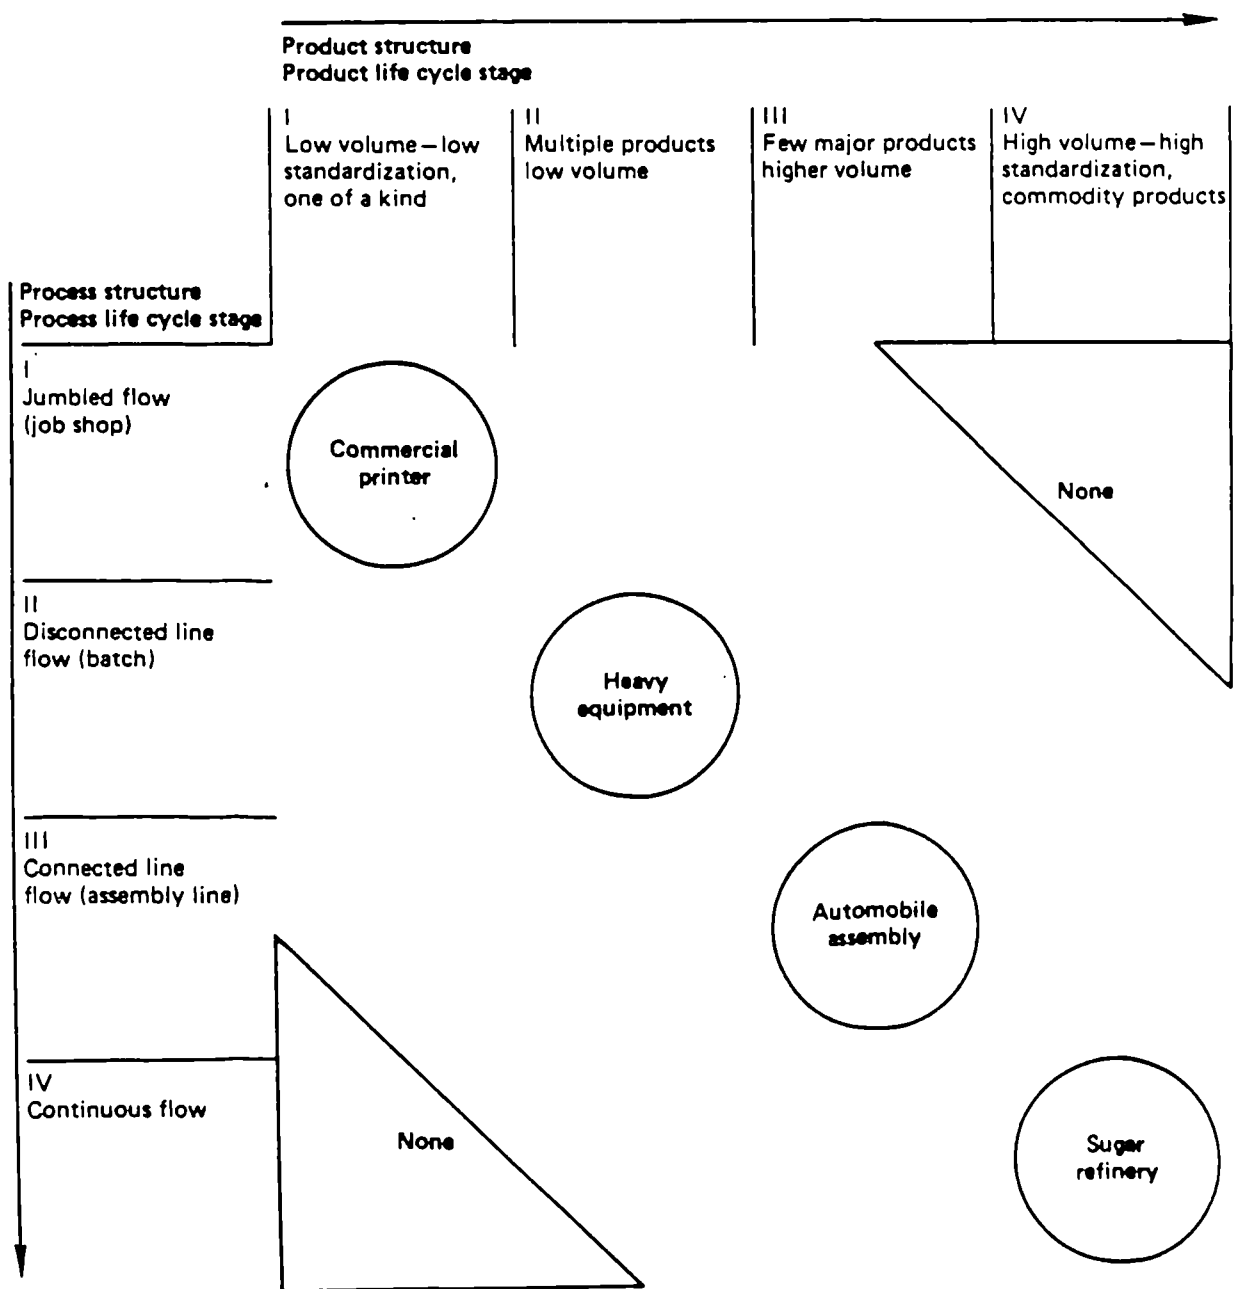 Product structure
Product life cycle stage
I
Low volume—low
standardization,
one of a kind
II
Multiple products
low volume
III
Few major products
higher volume
IV
High volume—high
standardization,
commodity products
Process structure
Process life cycle stage
I
Jumbled flow
(job shop)
Commercial
printer
None
II
Disconnected line
flow (batch)
Heavy
equipment
III
Connected line
flow (assembly line)
Automobile
assembly
IV
Continuous flow
None
Sugar
refinery